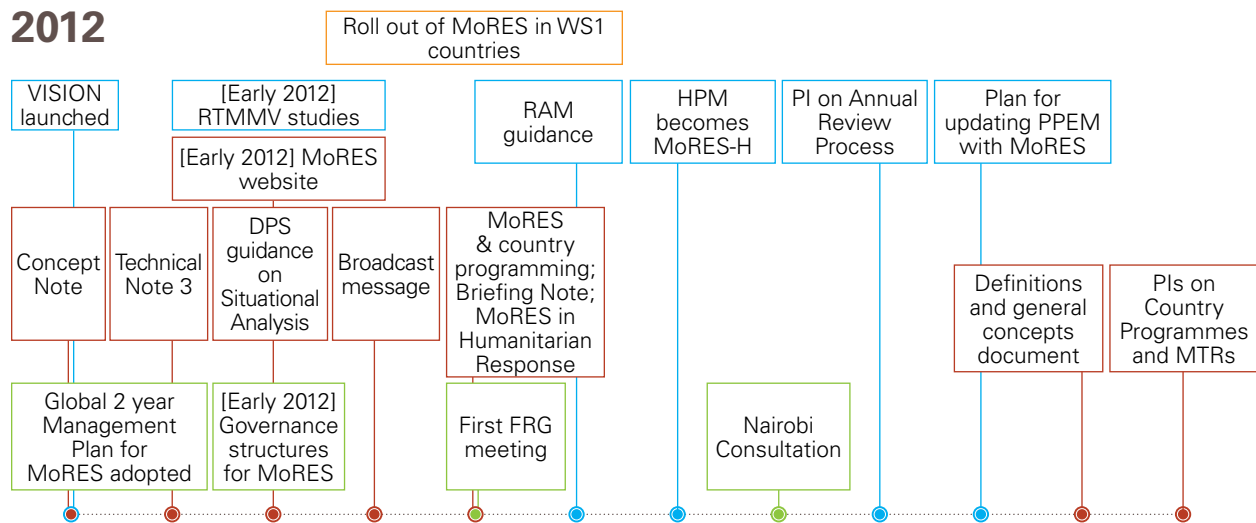 2012
Roll out of MoRES in WS1
countries
VISION
launched
[Early 2012]
RTMMV studies
RAM
guidance
HPM
becomes
MoRES-H
PI on Annual
Review
Process
Plan for
updating PPEM
with MoRES
[Early 2012] MoRES
website
Concept
Note
Technical
Note 3
DPS
guidance
on
Situational
Analysis
Broadcast
message
MoRES
& country
programming;
Briefing Note;
MoRES in
Humanitarian
Response
Definitions
and general
concepts
document
PIs on
Country
Programmes
and MTRs
Global 2 year
Management
Plan for
MoRES adopted
[Early 2012]
Governance
structures
for MoRES
First FRG
meeting
Nairobi
Consultation